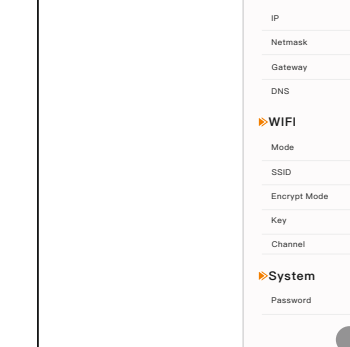 IP
Netmask
Gateway
DNS
WIFI
Mode
SSID
Encrypt Mode
Key
Channel
System
Password